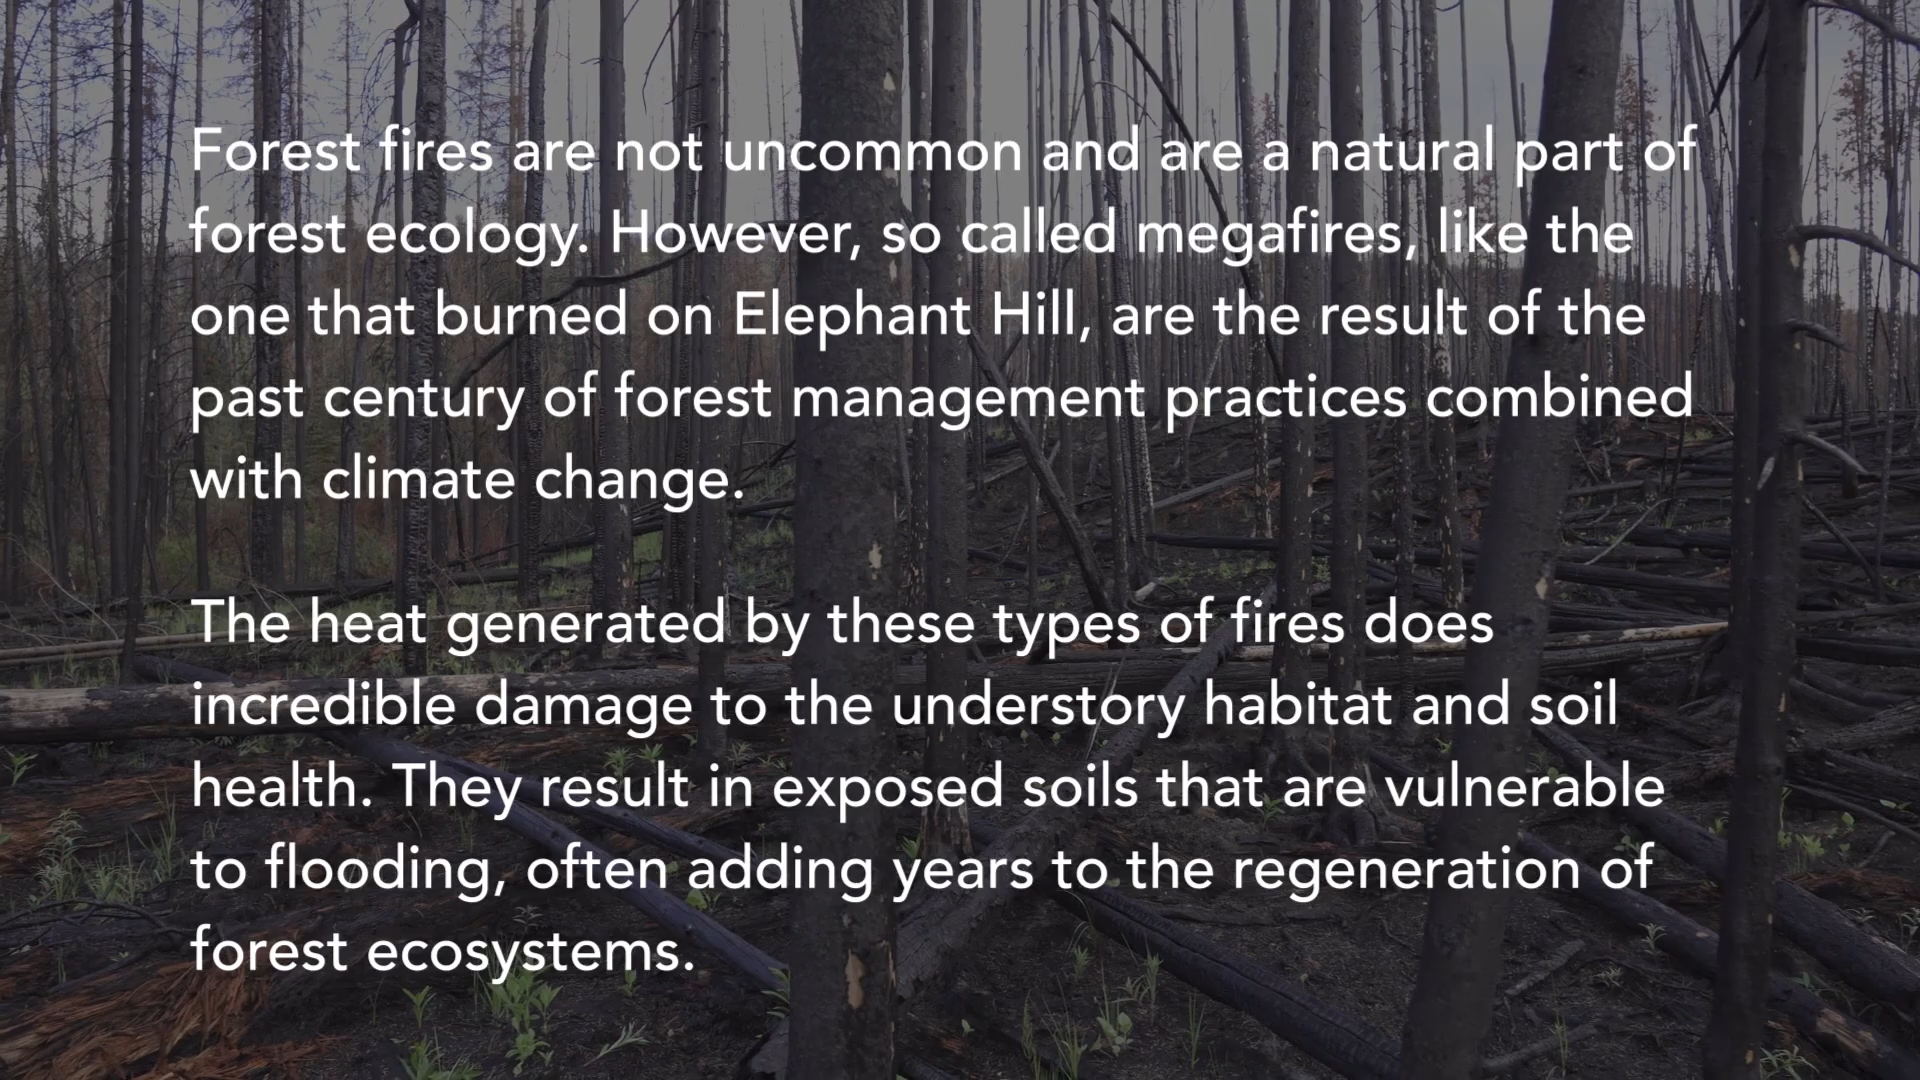 Forest fires are not uncommon and are a natural part of
forest ecology. However, so called megafires, like the
one that burned on Elephant Hill, are the result of the
past century of forest management practices combined
with climate change.
The heat generated by these types of fires does
incredible damage to the understory habitat and soil
health. They result in exposed soils that are vulnerable
to flooding, often adding years to the regeneration of
forest ecosystems.